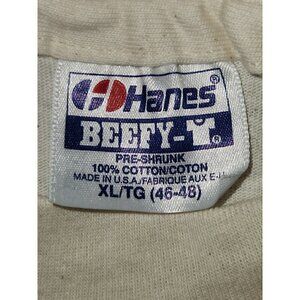 Hanes®
BEEFY-T®
PRE-SHRUNK
100% COTTON/COTON
MADE IN U.S.A./FABRIQUE AUX E-
XL/TG (46-48)